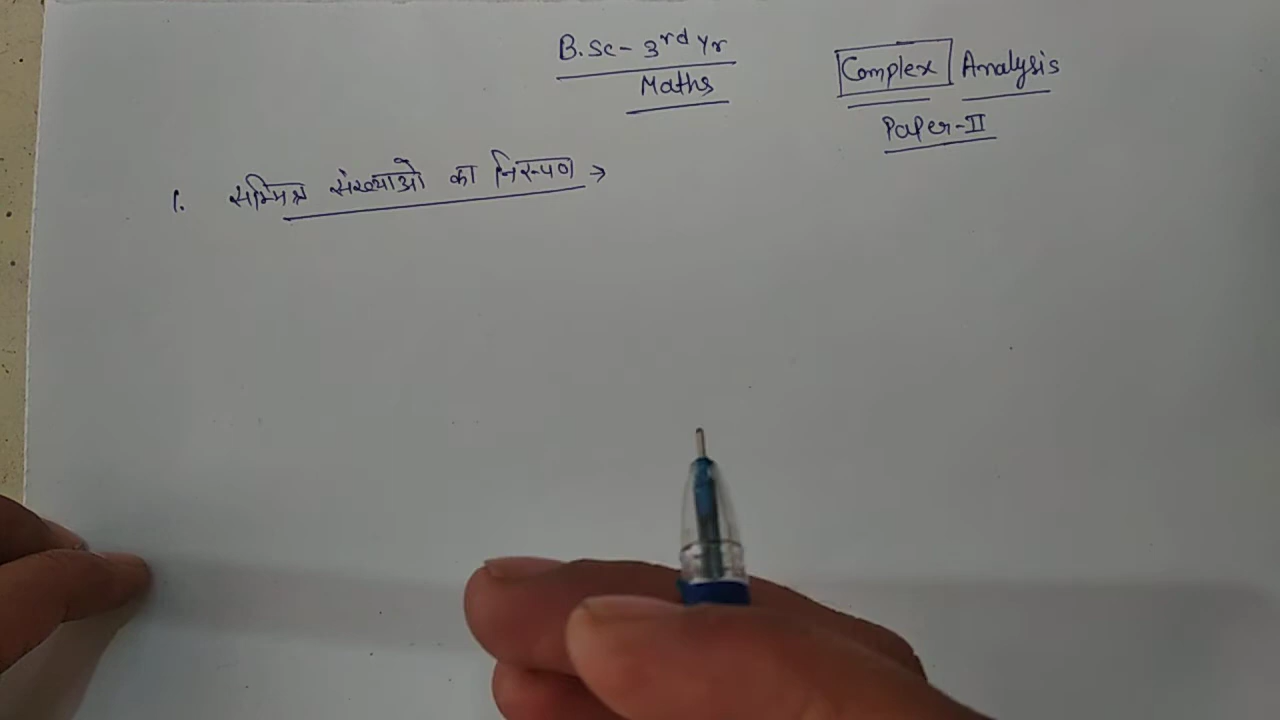 B.Sc- 3rd Yr
Maths
Complex Analysis
Paper-II
1. सम्मिश्र संख्याओ का निरूपण →